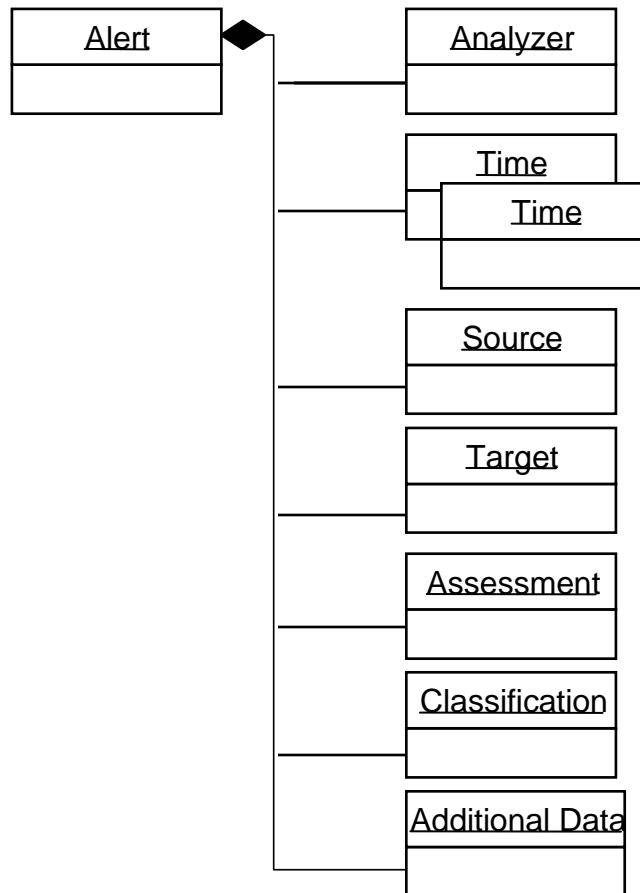 Alert
Analyzer
Time
Time
Source
Target
Assessment
Classification
Additional Data